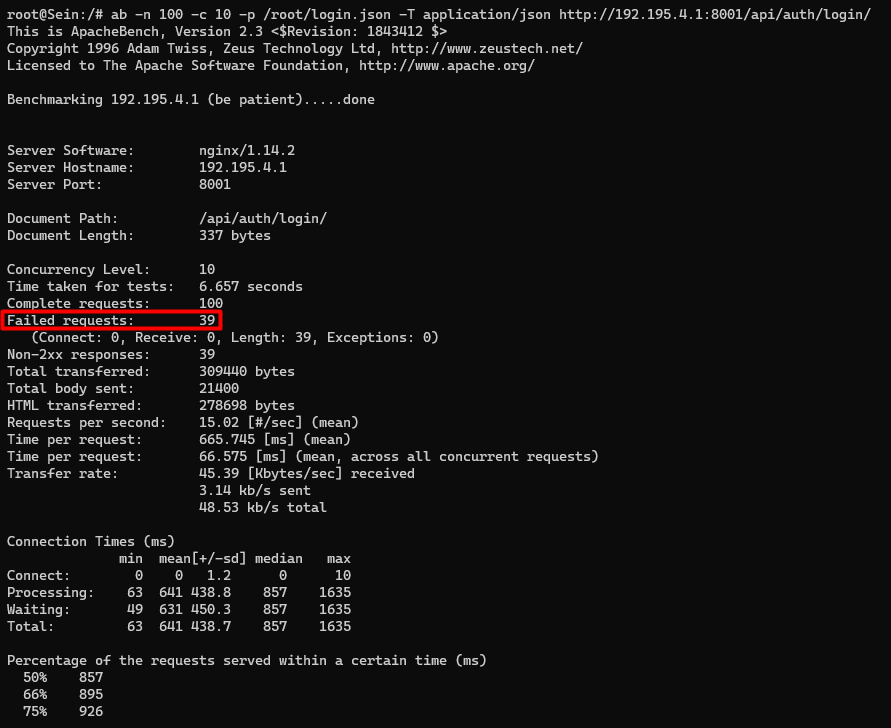 root@Sein:/# ab -n 100 -c 10 -p /root/login.json -T application/json http://192.195.4.1:8001/api/auth/login/
This is ApacheBench, Version 2.3 <$Revision: 1843412 $>
Copyright 1996 Adam Twiss, Zeus Technology Ltd, http://www.zeustech.net/
Licensed to The Apache Software Foundation, http://www.apache.org/
Benchmarking 192.195.4.1 (be patient).....done
Server Software:        nginx/1.14.2
Server Hostname:        192.195.4.1
Server Port:            8001
Document Path:          /api/auth/login/
Document Length:        337 bytes
Concurrency Level:      10
Time taken for tests:   6.657 seconds
Complete requests:      100
Failed requests:        39
   (Connect: 0, Receive: 0, Length: 39, Exceptions: 0)
Non-2xx responses:      39
Total transferred:      309440 bytes
Total body sent:        21400
HTML transferred:       278698 bytes
Requests per second:    15.02 [#/sec] (mean)
Time per request:       665.745 [ms] (mean)
Time per request:       66.575 [ms] (mean, across all concurrent requests)
Transfer rate:          45.39 [Kbytes/sec] received
                        3.14 kb/s sent
                        48.53 kb/s total
Connection Times (ms)
              min  mean[+/-sd] median   max
Connect:        0    0   1.2      0      10
Processing:    63  641 438.8    857    1635
Waiting:       49  631 450.3    857    1635
Total:         63  641 438.7    857    1635
Percentage of the requests served within a certain time (ms)
  50%    857
  66%    895
  75%    926